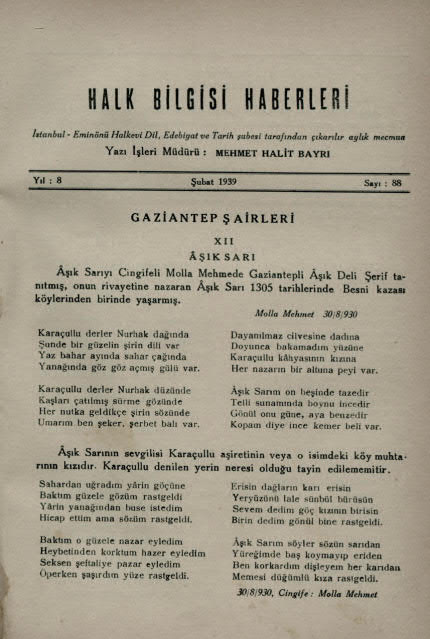 HALK BİLGİSİ HABERLERİ
İstanbul - Eminönü Halkevi Dil, Edebiyat ve Tarih şubesi tarafından çıkarılır aylık mecmua
Yazı İşleri Müdürü : MEHMET HALİT BAYRI
Yıl : 8 Şubat 1939 Sayı : 88
GAZİANTEP ŞAİRLERİ
XII
ÂŞIK SARI
Âşık Sarıyı Cıngifeli Molla Mehmede Gaziantepli Âşık Deli Şerif ta-
nıtmış, onun rivayetine nazaran Âşık Sarı 1305 tarihlerinde Besni kazası
köylerinden birinde yaşarmış.
Molla Mehmet 30/8/930
Karaçullu derler Nurhak dağında
Şunde bir güzelin şirin dili var
Yaz bahar ayında sahar çağında
Yanağında göz göz açmış gülü var.
Karaçullu derler Nurhak düzünde
Kaşları çatılmış sürme gözünde
Her nutka geldikçe şirin sözünde
Umarım ben şeker, şerbet balı var.
Dayanılmaz cilvesine dadına
Doyunca bakamadım yüzüne
Karaçullu kâhyasının kızına
Her nazarın bir altuna peyi var.
Âşık Sarım on beşinde tazedir
Telli sunamında boynu incedir
Gönül onu güne, aya benzedir
Kopam diye ince kemer beli var.
Âşık Sarının sevgilisi Karaçullu aşiretinin veya o isimdeki köy muhta-
rının kızıdır. Karaçullu denilen yerin neresi olduğu tayin edilememitir.
Sahardan uğradım yârin göçüne
Baktım güzele gözüm rastgeldi
Yârin yanağından buse istedim
Hicap ettim ama sözüm rastgeldi.
Baktım o güzele nazar eyledim
Heybetinden korktum hazer eyledim
Seksen şeftaliye pazar eyledim
Öperken şaşırdım yüze rastgeldi.
Erisin dağların karı erisin
Yeryüzünü lale sünbül bürüsün
Sevem dedim göç kızının birisin
Birin dedim gönül bine rastgeldi.
Âşık Sarım söyler sözün sarıdan
Yüreğimde baş koymayıp eriden
Ben korkardım dişleyem her karıdan
Memesi düğümlü kıza rastgeldi.
30/8/930, Cingife : Molla Mehmet